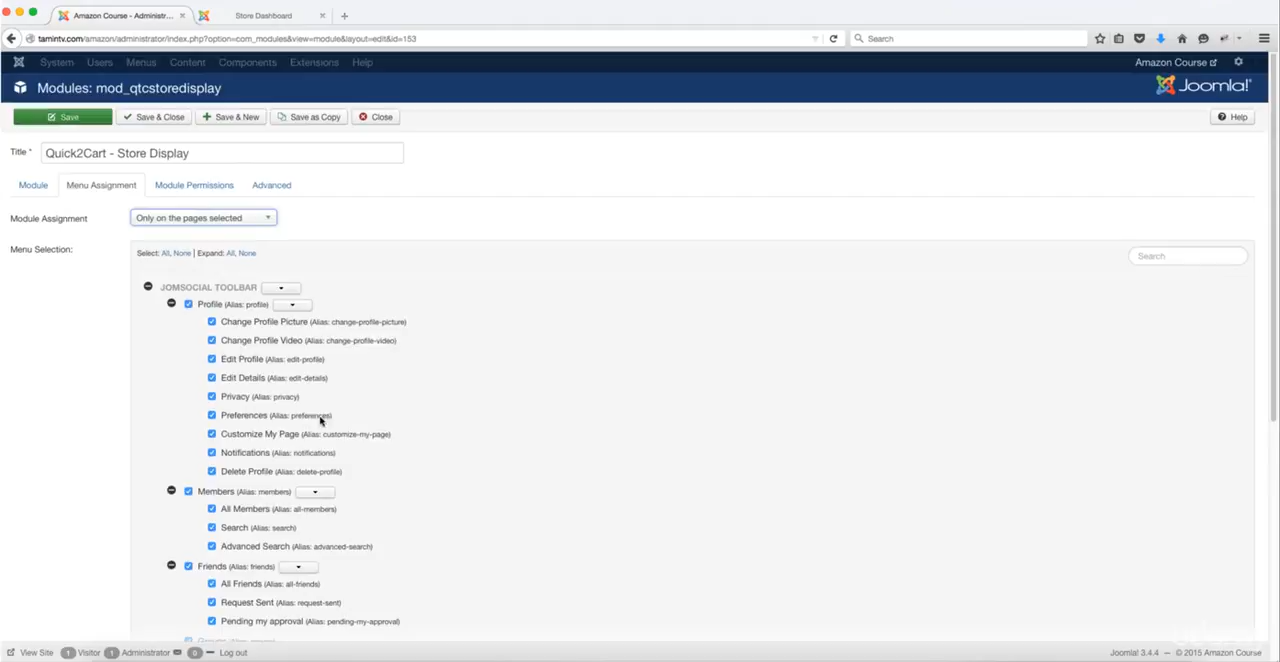 Amazon Course - Administr... × Store Dashboard × +
tamintv.com/amazon/administrator/index.php?option=com_modules&view=module&layout=edit&id=153 Search
System Users Menus Content Components Extensions Help Amazon Course
Modules: mod_qtcstoredisplay Joomla!
Save Save & Close Save & New Save as Copy Close Help
Title * Quick2Cart - Store Display
Module Menu Assignment Module Permissions Advanced
Module Assignment Only on the pages selected
Menu Selection: Select: All, None | Expand: All, None Search
JOMSOCIAL TOOLBAR
Profile (Alias: profile)
Change Profile Picture (Alias: change-profile-picture)
Change Profile Video (Alias: change-profile-video)
Edit Profile (Alias: edit-profile)
Edit Details (Alias: edit-details)
Privacy (Alias: privacy)
Preferences (Alias: preferences)
Customize My Page (Alias: customize-my-page)
Notifications (Alias: notifications)
Delete Profile (Alias: delete-profile)
Members (Alias: members)
All Members (Alias: all-members)
Search (Alias: search)
Advanced Search (Alias: advanced-search)
Friends (Alias: friends)
All Friends (Alias: all-friends)
Request Sent (Alias: request-sent)
Pending my approval (Alias: pending-my-approval)
View Site 1 Visitor 1 Administrator 0 Log out Joomla! 3.4.4 — © 2015 Amazon Course